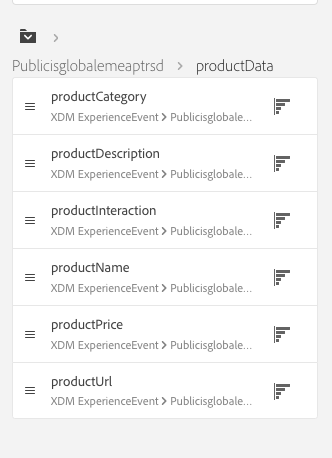 Publicisglobalemeaptrsd > productData
productCategory
XDM ExperienceEvent > Publicisglobale...
productDescription
XDM ExperienceEvent > Publicisglobale...
productInteraction
XDM ExperienceEvent > Publicisglobale...
productName
XDM ExperienceEvent > Publicisglobale...
productPrice
XDM ExperienceEvent > Publicisglobale...
productUrl
XDM ExperienceEvent > Publicisglobale...